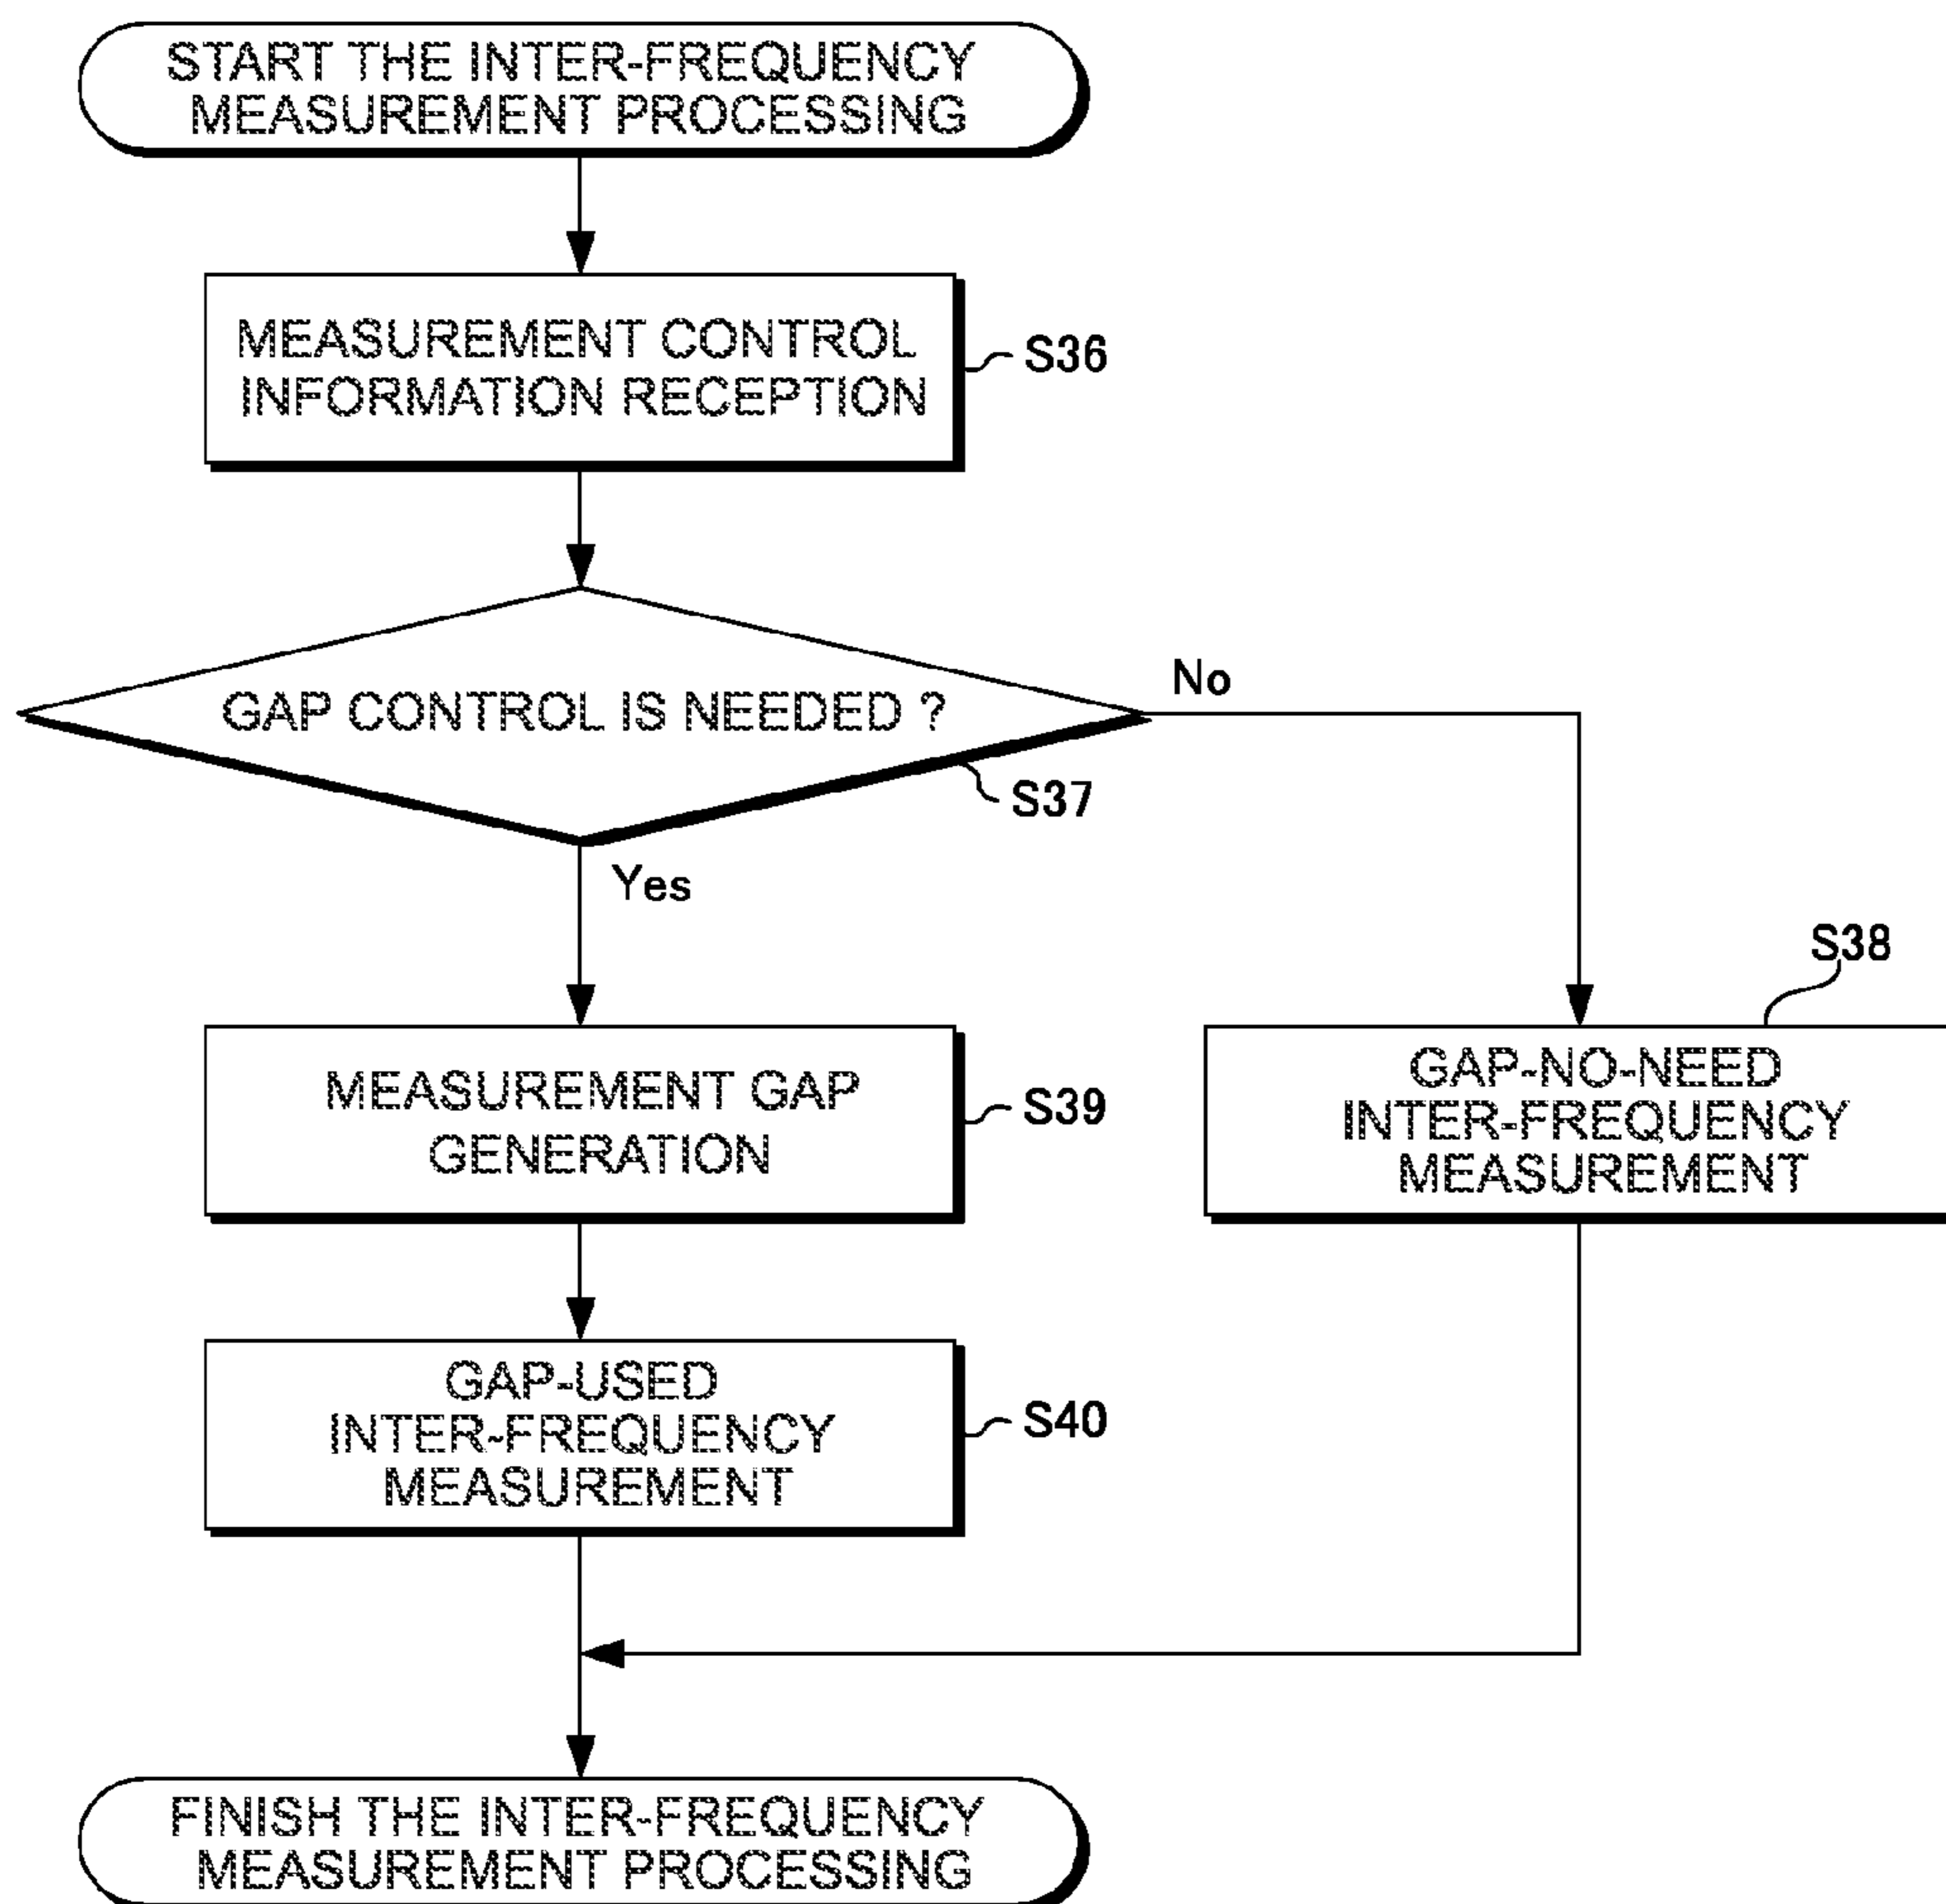 START THE INTER-FREQUENCY
MEASUREMENT PROCESSING
MEASUREMENT CONTROL
INFORMATION RECEPTION
S36
GAP CONTROL IS NEEDED ?
No
S37
Yes
S38
MEASUREMENT GAP
GENERATION
S39
GAP-NO-NEED
INTER-FREQUENCY
MEASUREMENT
GAP-USED
INTER-FREQUENCY
MEASUREMENT
S40
FINISH THE INTER-FREQUENCY
MEASUREMENT PROCESSING